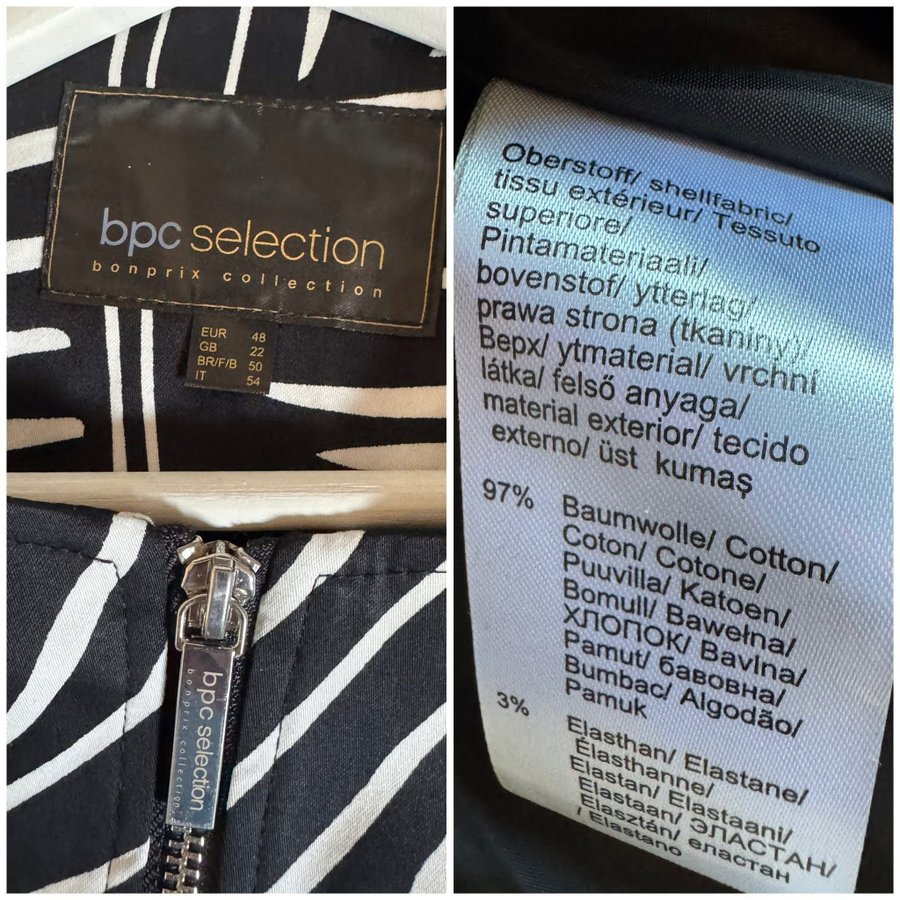 bpc selection
bonprix collection
EUR 48
GB 22
BR/F/B 50
IT 54
bpc selection
bonprix collection
Oberstoff/ shellfabric/
tissu extérieur/ Tessuto
superiore/
Pintamateriaali/
bovenstof/ ytterlag/
prawa strona (tkaniny)/
Верх/ ytmaterial/ vrchní
látka/ felső anyaga/
material exterior/ tecido
externo/ üst kumaş
97% Baumwolle/ Cotton/
Coton/ Cotone/
Puuvilla/ Katoen/
Bomull/ Bawełna/
ХЛОПОК/ Bavlna/
Pamut/ бавовна/
Bumbac/ Algodão/
Pamuk
3% Elasthan/ Elastane/
Élasthanne/
Elastan/ Elastaani/
Elastaan/ ЭЛАСТАН/
Elasztán/ еластан
/ Elastano